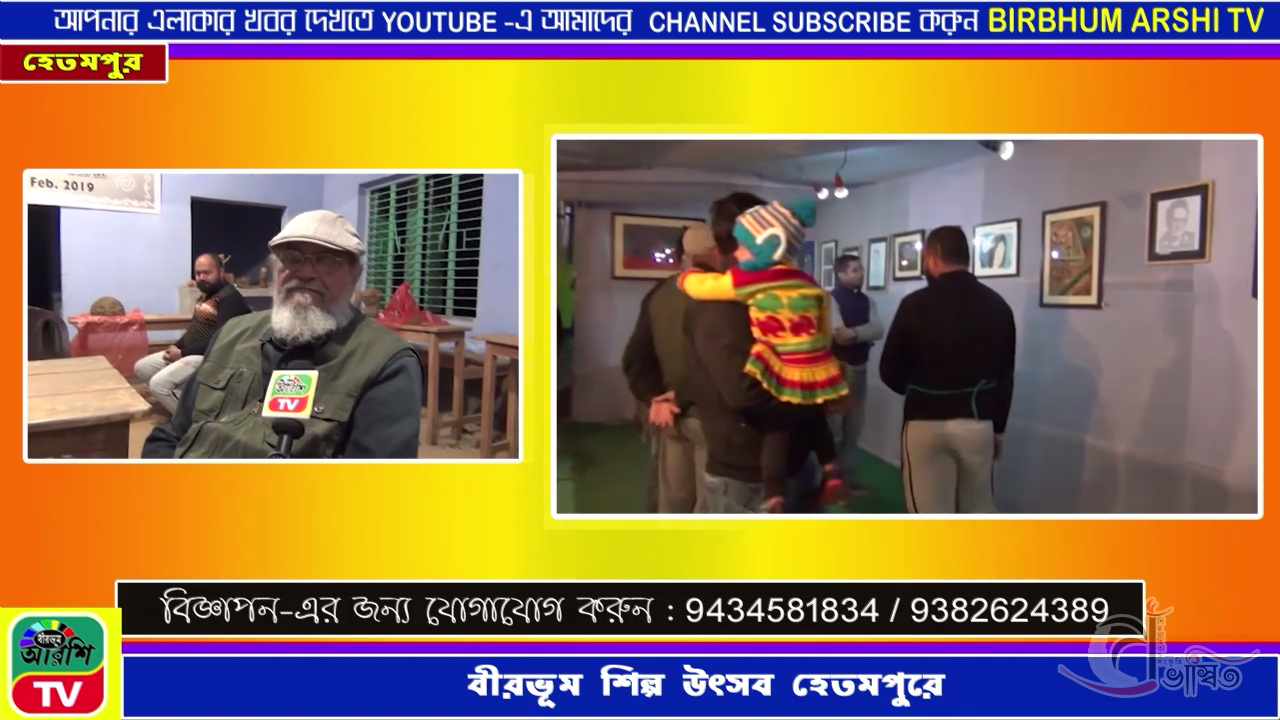 আপনার এলাকার খবর দেখতে YOUTUBE -এ আমাদের CHANNEL SUBSCRIBE করুন BIRBHUM ARSHI TV
হেতমপুর
Feb. 2019
TV
বিজ্ঞাপন-এর জন্য যোগাযোগ করুন : 9434581834 / 9382624389
বীরভূম
আরশি
TV
বীরভূম শিল্প উৎসব হেতমপুরে